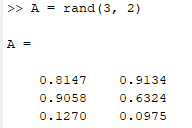 >> A = rand(3, 2)
A =
0.8147 0.9134
0.9058 0.6324
0.1270 0.0975